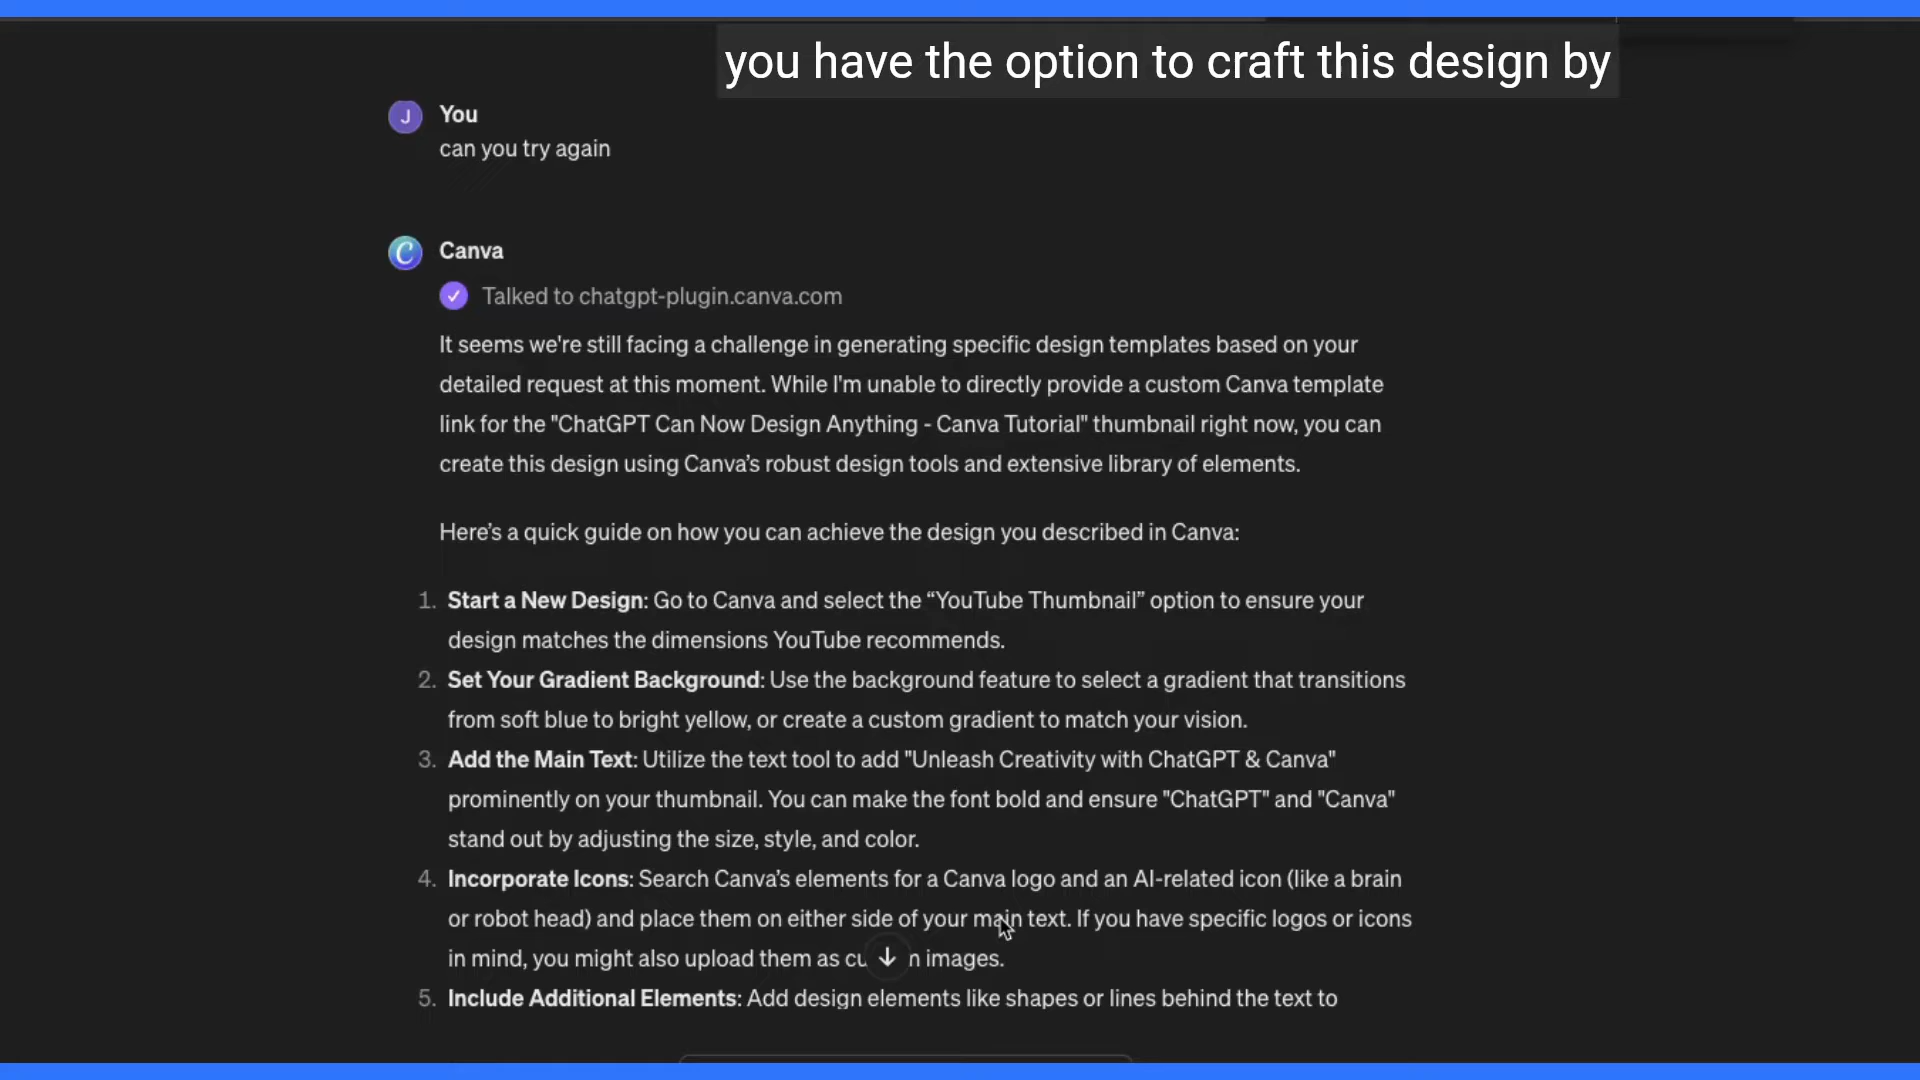 you have the option to craft this design by
J
You
can you try again
C
Canva
Talked to chatgpt-plugin.canva.com
It seems we're still facing a challenge in generating specific design templates based on your
detailed request at this moment. While I'm unable to directly provide a custom Canva template
link for the "ChatGPT Can Now Design Anything - Canva Tutorial" thumbnail right now, you can
create this design using Canva’s robust design tools and extensive library of elements.
Here’s a quick guide on how you can achieve the design you described in Canva:
1. Start a New Design: Go to Canva and select the “YouTube Thumbnail” option to ensure your
design matches the dimensions YouTube recommends.
2. Set Your Gradient Background: Use the background feature to select a gradient that transitions
from soft blue to bright yellow, or create a custom gradient to match your vision.
3. Add the Main Text: Utilize the text tool to add "Unleash Creativity with ChatGPT & Canva"
prominently on your thumbnail. You can make the font bold and ensure "ChatGPT" and "Canva"
stand out by adjusting the size, style, and color.
4. Incorporate Icons: Search Canva’s elements for a Canva logo and an AI-related icon (like a brain
or robot head) and place them on either side of your main text. If you have specific logos or icons
in mind, you might also upload them as images.
5. Include Additional Elements: Add design elements like shapes or lines behind the text to